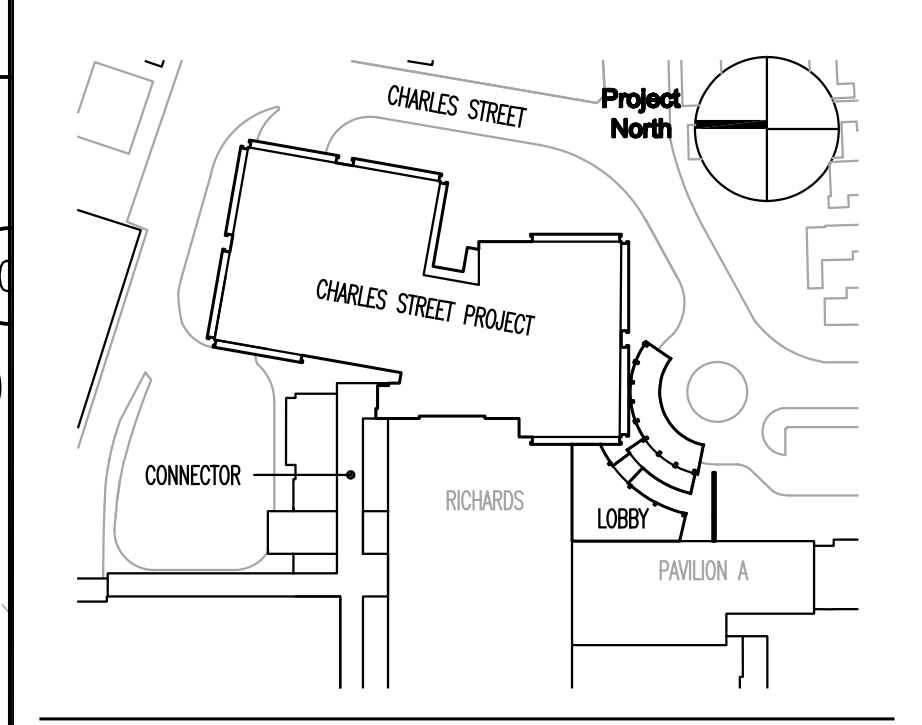 CHARLES STREET
Project
North
CHARLES STREET PROJECT
CONNECTOR
RICHARDS
LOBBY
PAVILION A